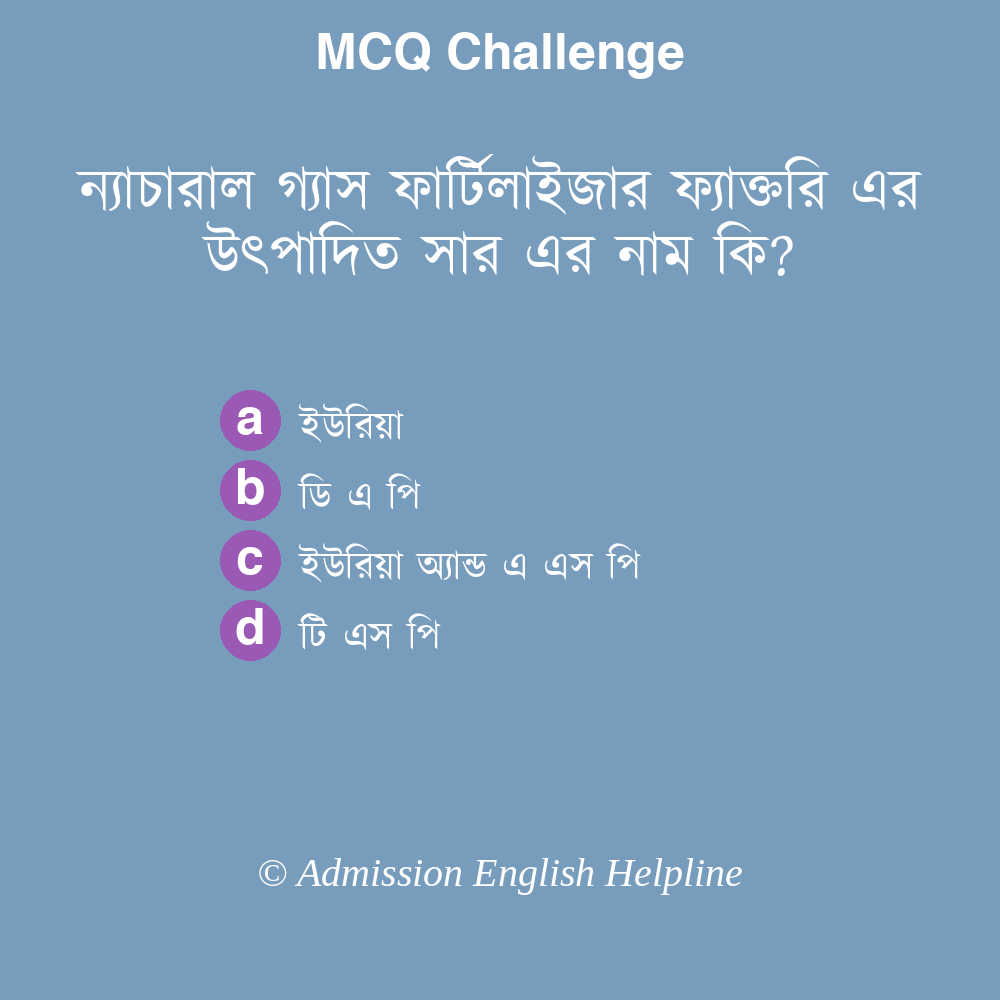 MCQ Challenge
ন্যাচারাল গ্যাস ফার্টিলাইজার ফ্যাক্তরি এর
উৎপাদিত সার এর নাম কি?
a ইউরিয়া
b ডি এ পি
c ইউরিয়া অ্যান্ড এ এস পি
d টি এস পি
© Admission English Helpline